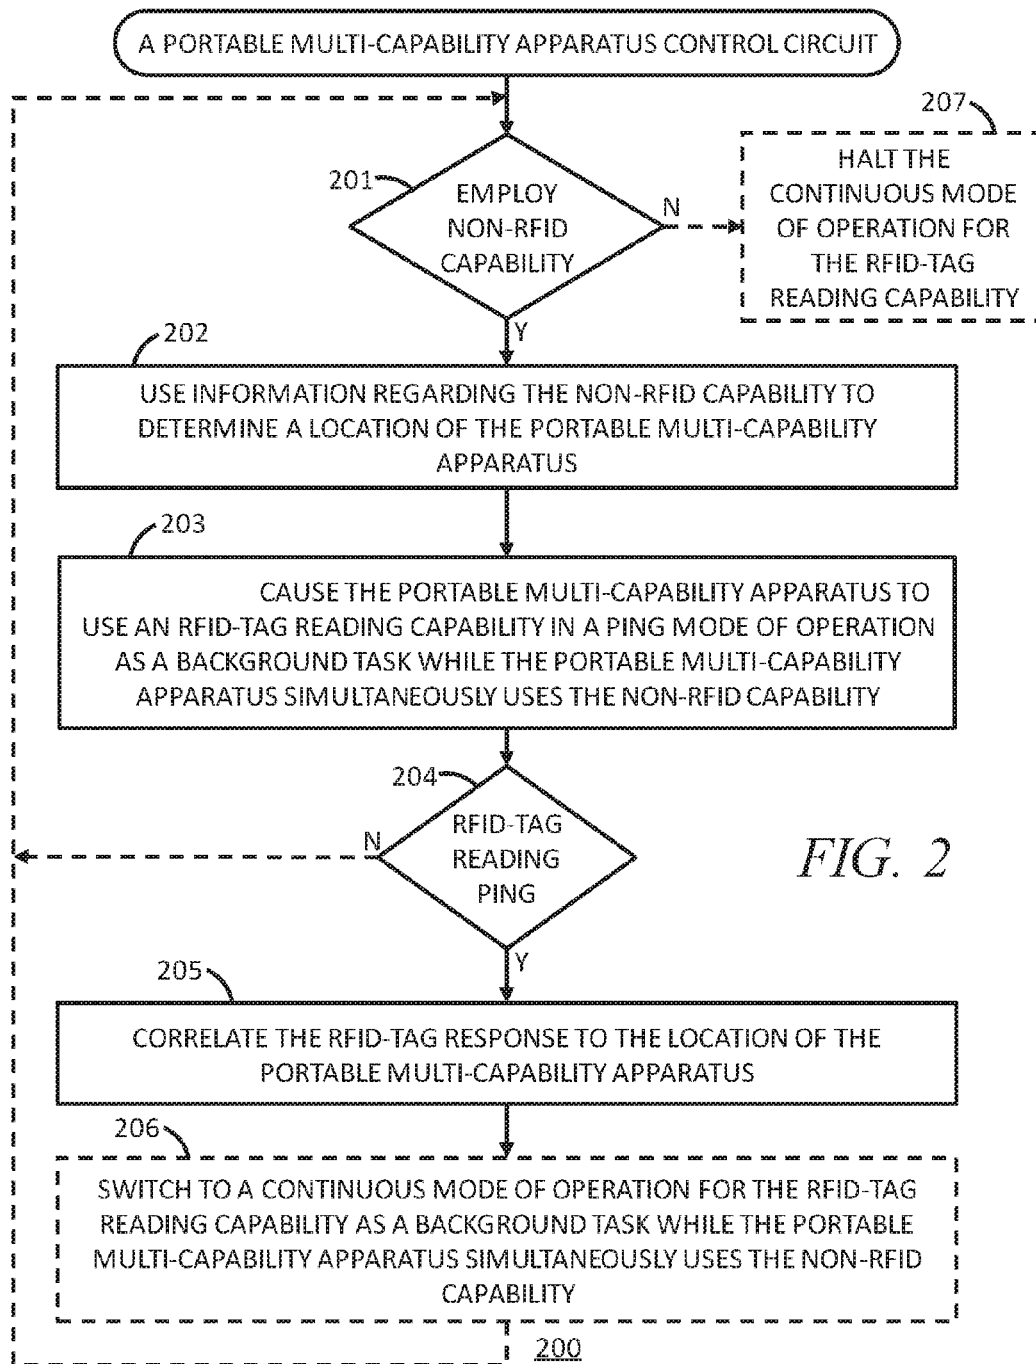 A PORTABLE MULTI-CAPABILITY APPARATUS CONTROL CIRCUIT
207
HALT THE
CONTINUOUS MODE
OF OPERATION FOR
THE RFID-TAG
READING CAPABILITY
201
EMPLOY
NON-RFID
CAPABILITY
N
Y
202
USE INFORMATION REGARDING THE NON-RFID CAPABILITY TO
DETERMINE A LOCATION OF THE PORTABLE MULTI-CAPABILITY
APPARATUS
203
CAUSE THE PORTABLE MULTI-CAPABILITY APPARATUS TO
USE AN RFID-TAG READING CAPABILITY IN A PING MODE OF OPERATION
AS A BACKGROUND TASK WHILE THE PORTABLE MULTI-CAPABILITY
APPARATUS SIMULTANEOUSLY USES THE NON-RFID CAPABILITY
204
N
RFID-TAG
READING
PING
FIG. 2
Y
205
CORRELATE THE RFID-TAG RESPONSE TO THE LOCATION OF THE
PORTABLE MULTI-CAPABILITY APPARATUS
206
SWITCH TO A CONTINUOUS MODE OF OPERATION FOR THE RFID-TAG
READING CAPABILITY AS A BACKGROUND TASK WHILE THE PORTABLE
MULTI-CAPABILITY APPARATUS SIMULTANEOUSLY USES THE NON-RFID
CAPABILITY
200